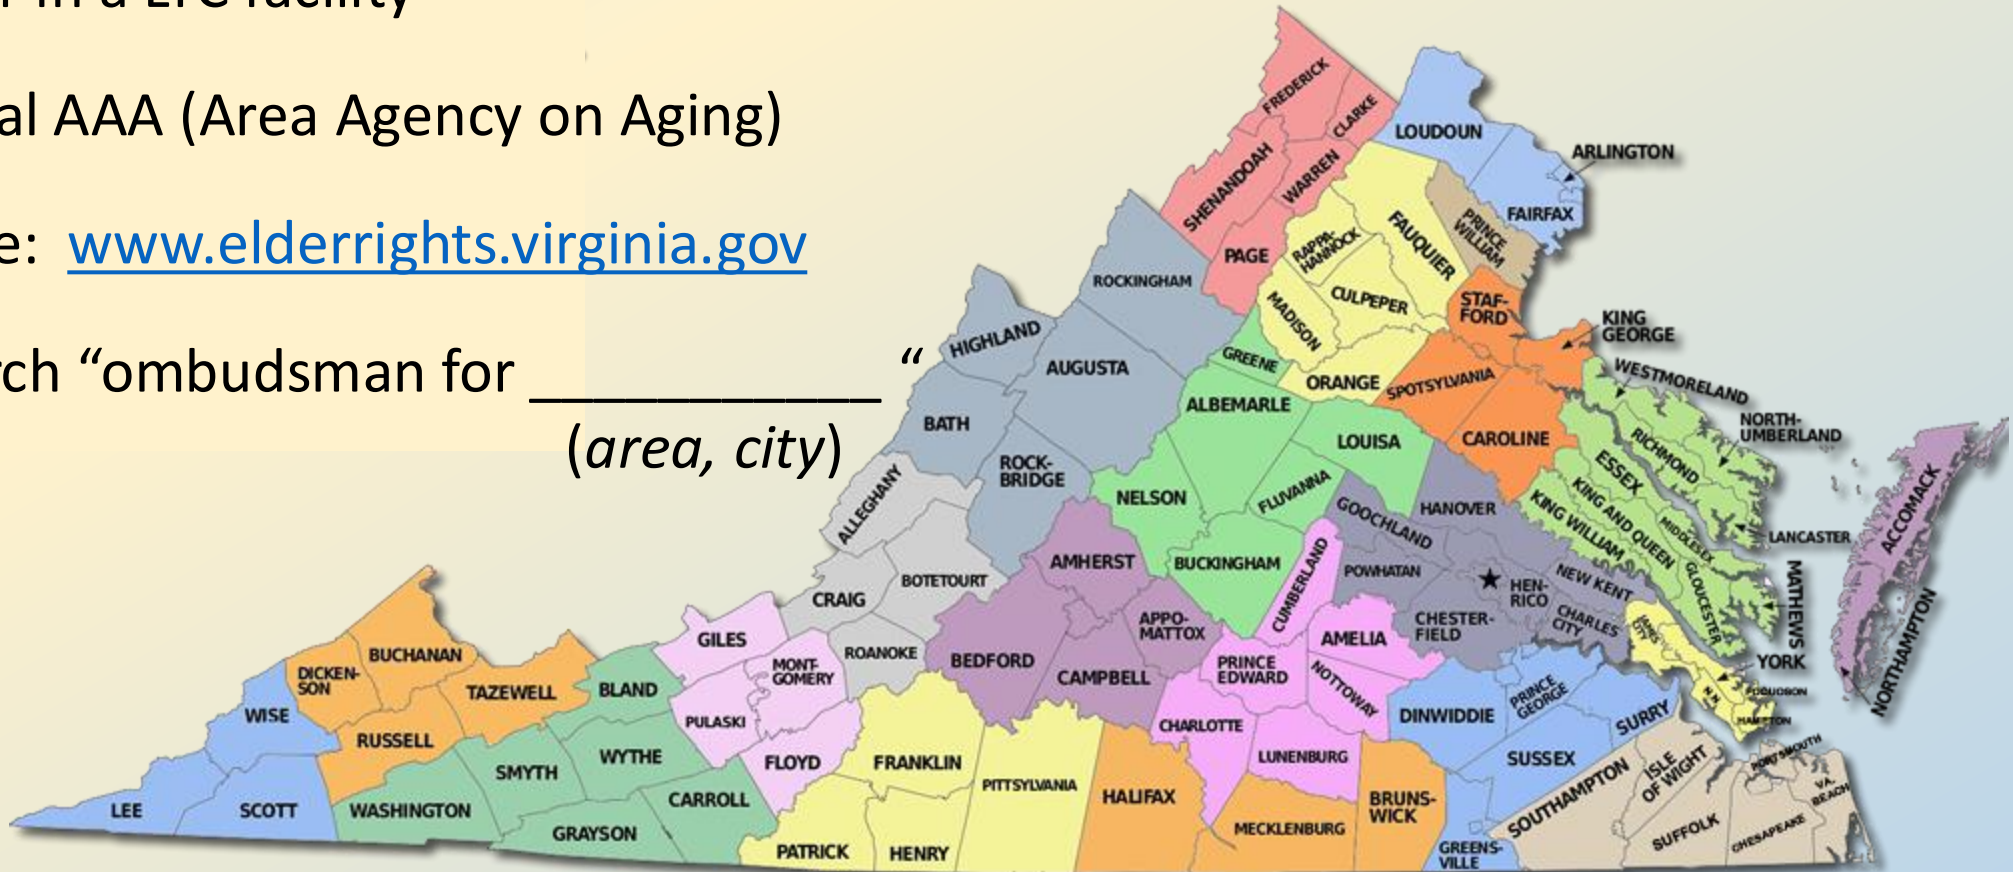 r in a LTC facility
al AAA (Area Agency on Aging)
e: www.elderrights.virginia.gov
rch “ombudsman for ___________ “
(area, city)
FREDERICK
CLARKE
LOUDOUN
ARLINGTON
SHENANDOAH
WARREN
FAIRFAX
PRINCE
WILLIAM
FAUQUIER
RAPPA-
HANNOCK
PAGE
ROCKINGHAM
CULPEPER
MADISON
STAF-
FORD
KING
GEORGE
HIGHLAND
AUGUSTA
GREENE
ORANGE
SPOTSYLVANIA
WESTMORELAND
NORTH-
UMBERLAND
ALBEMARLE
BATH
LOUISA
CAROLINE
RICHMOND
ESSEX
ROCK-
BRIDGE
NELSON
FLUVANNA
GOOCHLAND
HANOVER
KING AND QUEEN
KING WILLIAM
MIDDLESEX
LANCASTER
ACCOMACK
ALLEGHANY
AMHERST
BUCKINGHAM
CUMBERLAND
POWHATAN
HEN-
RICO
NEW KENT
GLOUCESTER
MATHEWS
NORTHAMPTON
BOTETOURT
CRAIG
APPO-
MATTOX
AMELIA
CHESTER-
FIELD
CHARLES
CITY
JAMES
CITY
YORK
GILES
MONT-
GOMERY
ROANOKE
BEDFORD
CAMPBELL
PRINCE
EDWARD
NOTTOWAY
BUCHANAN
DICKEN-
SON
TAZEWELL
BLAND
PULASKI
WISE
RUSSELL
CHARLOTTE
DINWIDDIE
PRINCE
GEORGE
SURRY
N.N.
POQUOSON
HAMPTON
SMYTH
WYTHE
FLOYD
FRANKLIN
PITTSYLVANIA
HALIFAX
LUNENBURG
SUSSEX
ISLE
OF WIGHT
PORTSMOUTH
VA.
BEACH
LEE
SCOTT
WASHINGTON
GRAYSON
CARROLL
PATRICK
HENRY
MECKLENBURG
BRUNS-
WICK
GREENS-
VILLE
SOUTHAMPTON
SUFFOLK
CHESAPEAKE